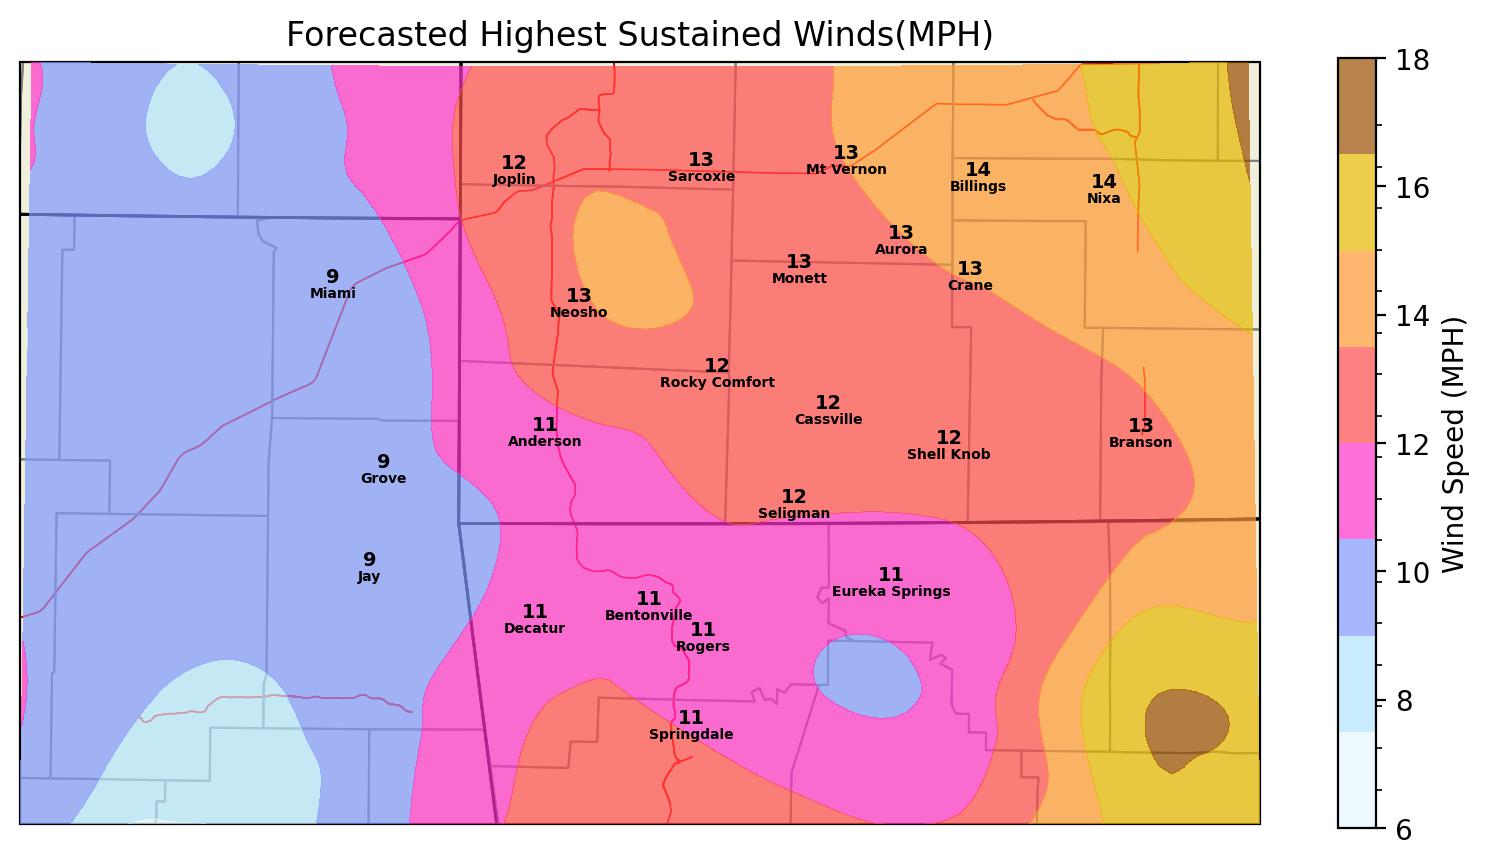 Forecasted Highest Sustained Winds(MPH)
13
Mt Vernon
12
Joplin
13
Sarcoxie
14
Billings
14
Nixa
13
Aurora
13
Monett
13
Crane
9
Miami
13
Neosho
12
Rocky Comfort
12
Cassville
11
Anderson
13
Branson
12
Shell Knob
9
Grove
12
Seligman
9
Jay
11
Eureka Springs
11
Bentonville
11
Decatur
11
Rogers
11
Springdale
18
16
14
12
10
8
6
Wind Speed (MPH)